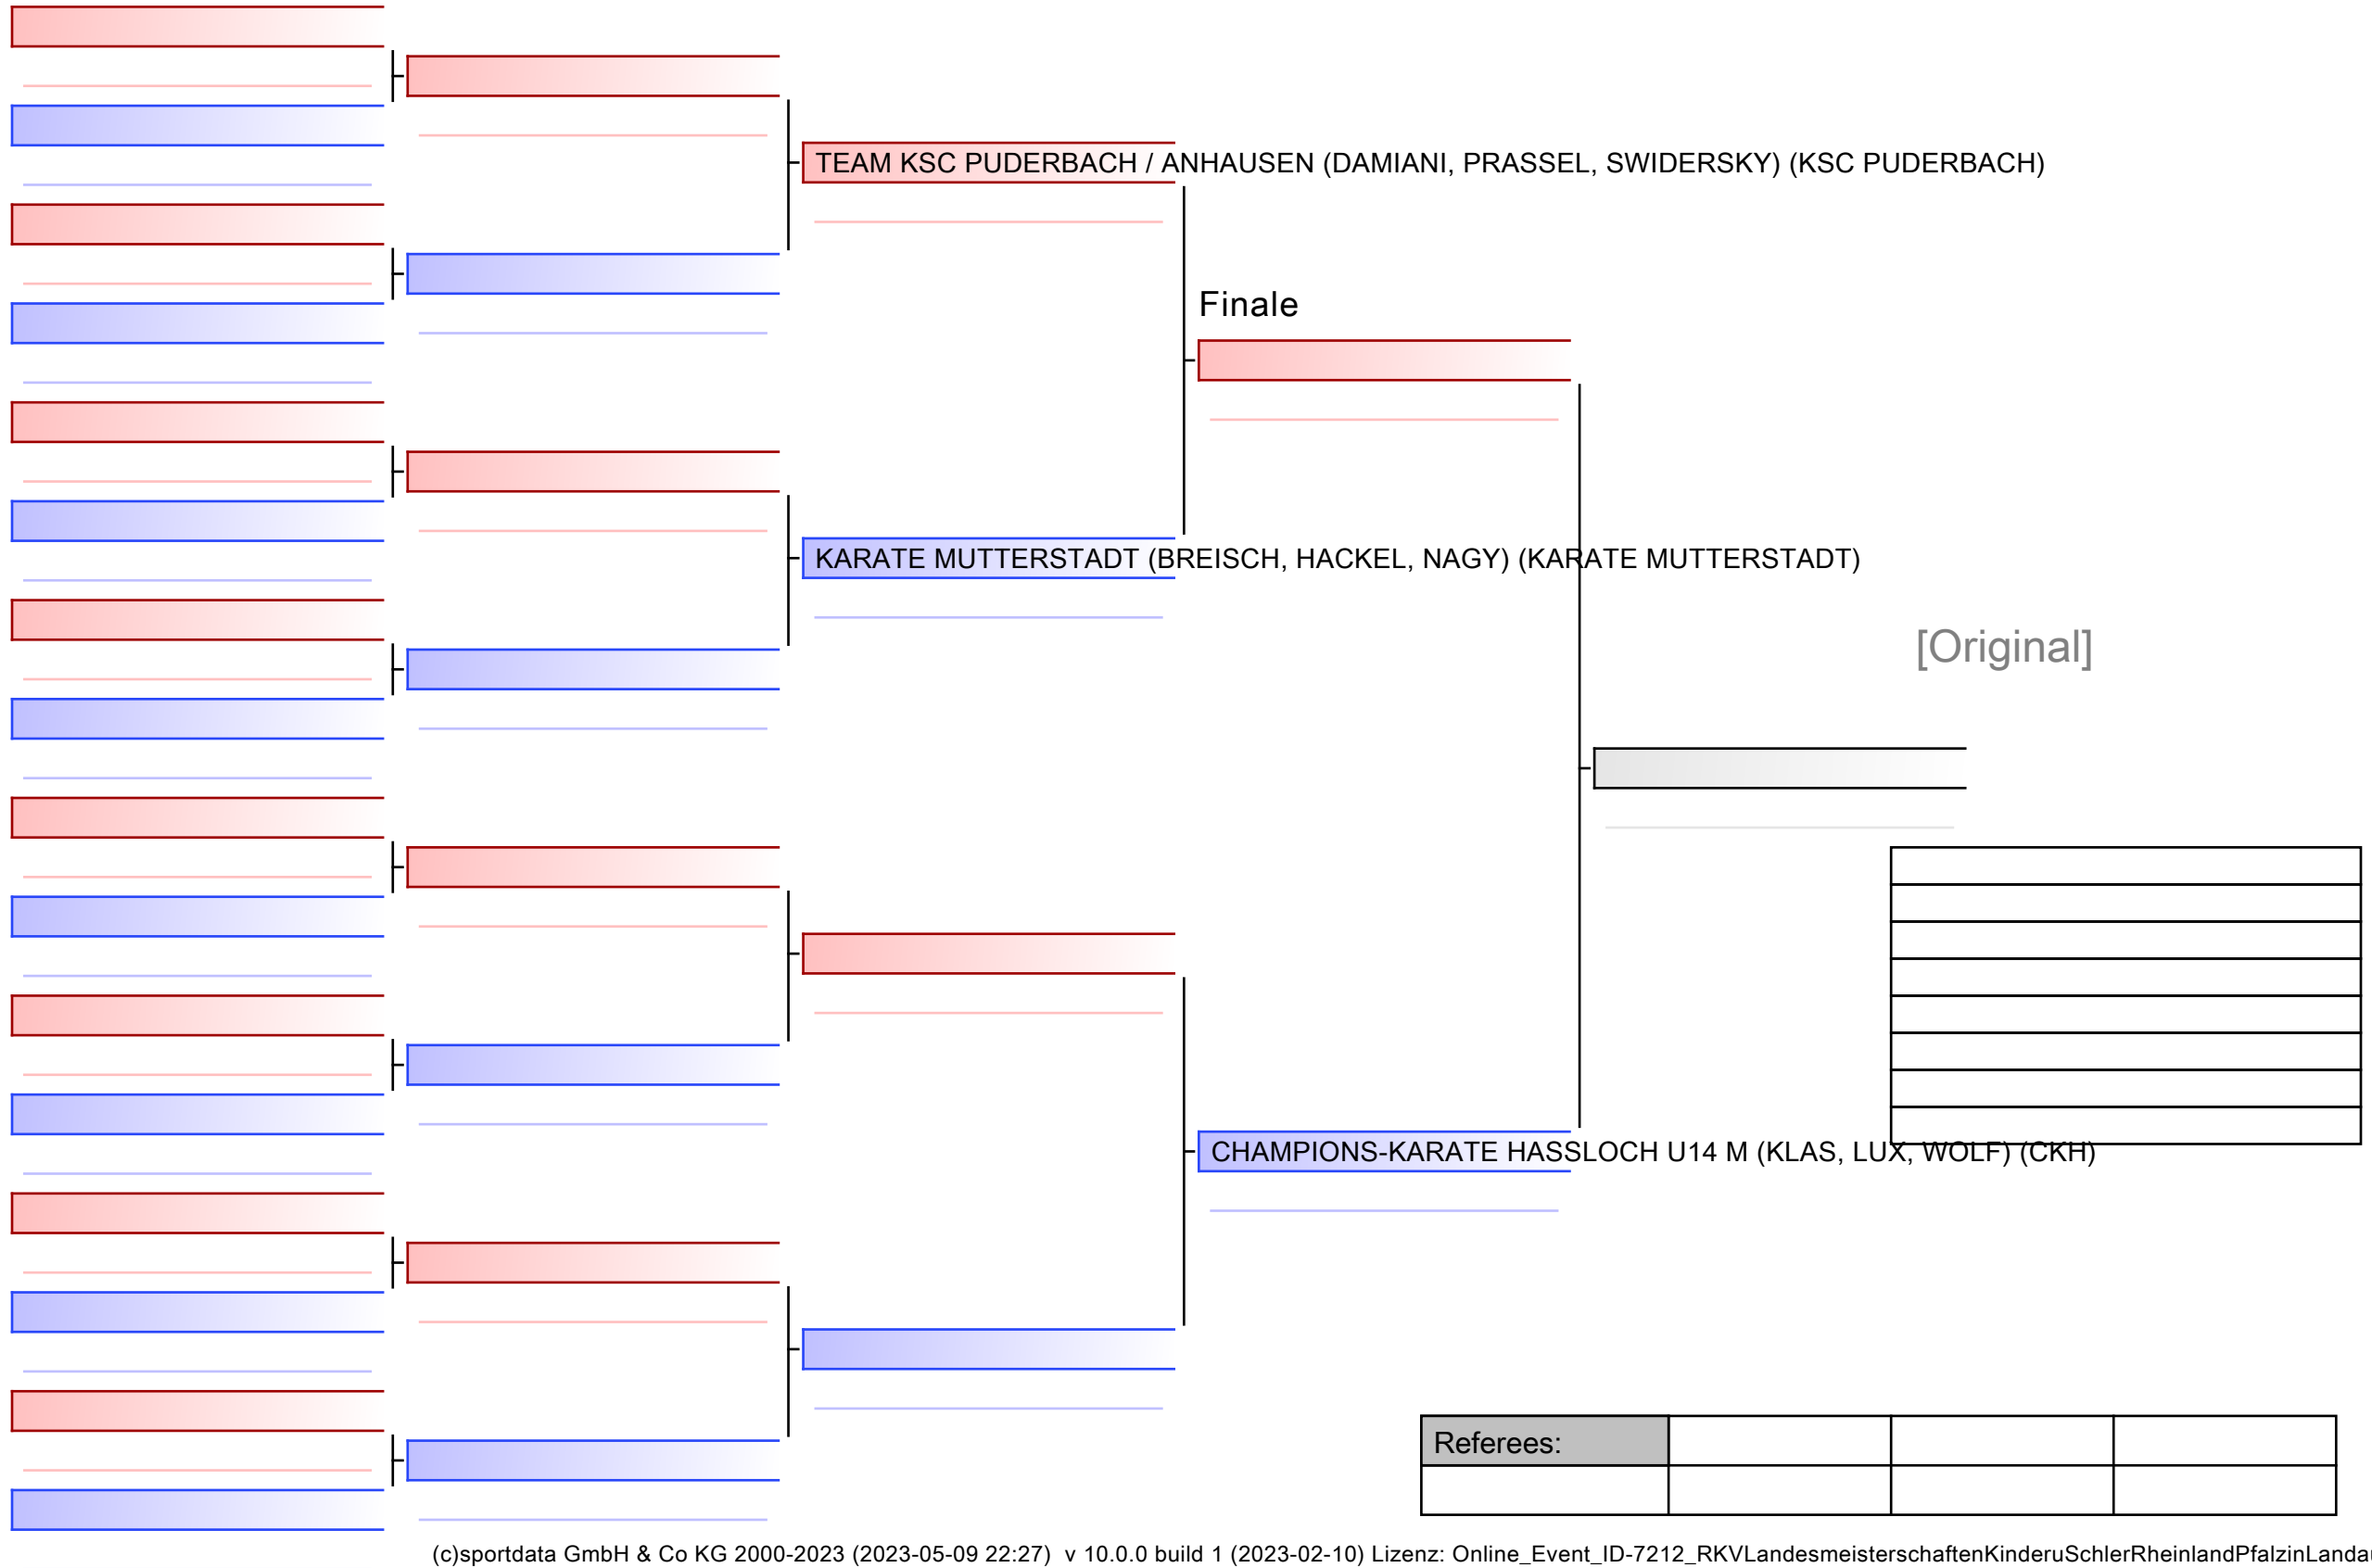 TEAM KSC PUDERBACH / ANHAUSEN (DAMIANI, PRASSEL, SWIDERSKY) (KSC PUDERBACH)
Finale
KARATE MUTTERSTADT (BREISCH, HACKEL, NAGY) (KARATE MUTTERSTADT)
[Original]
CHAMPIONS-KARATE HASSLOCH U14 M (KLAS, LUX, WOLF) (CKH)
Referees:
(c)sportdata GmbH & Co KG 2000-2023 (2023-05-09 22:27) v 10.0.0 build 1 (2023-02-10) Lizenz: Online_Event_ID-7212_RKVLandesmeisterschaftenKinderuSchlerRheinlandPfalzinLanda